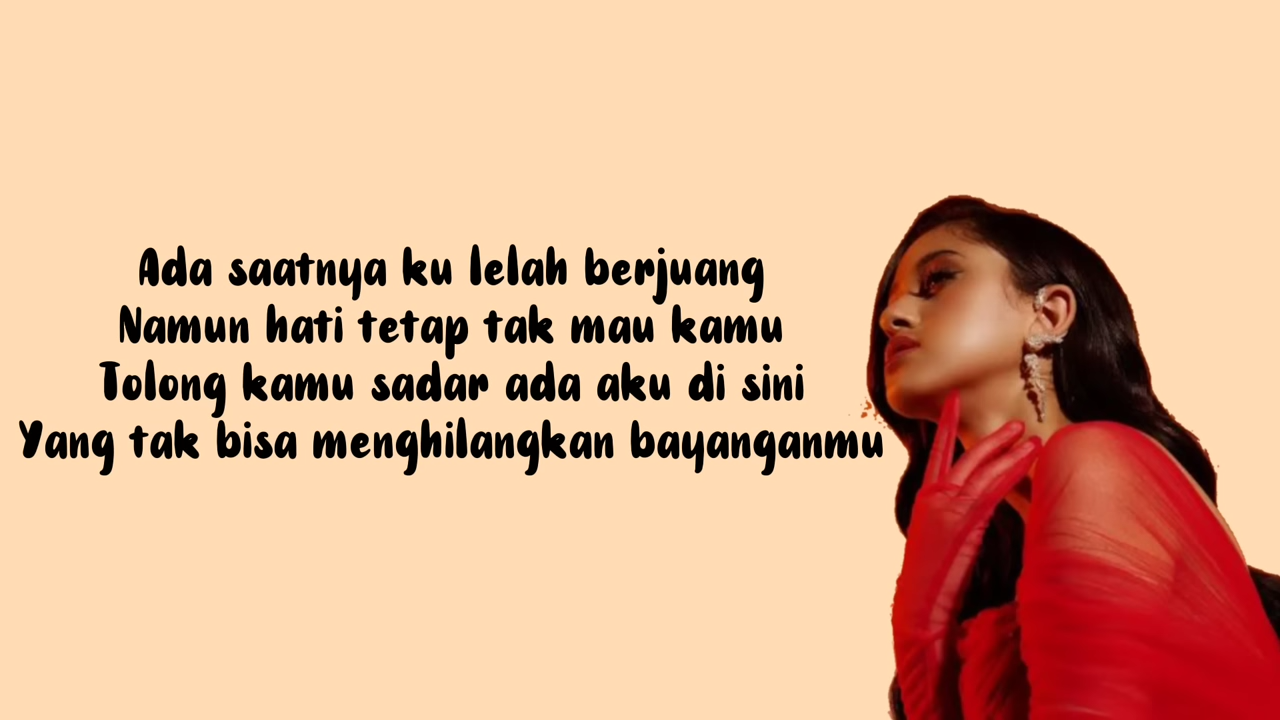 Ada saatnya ku lelah berjuang
Namun hati tetap tak mau kamu
Tolong kamu sadar ada aku di sini
Yang tak bisa menghilangkan bayanganmu